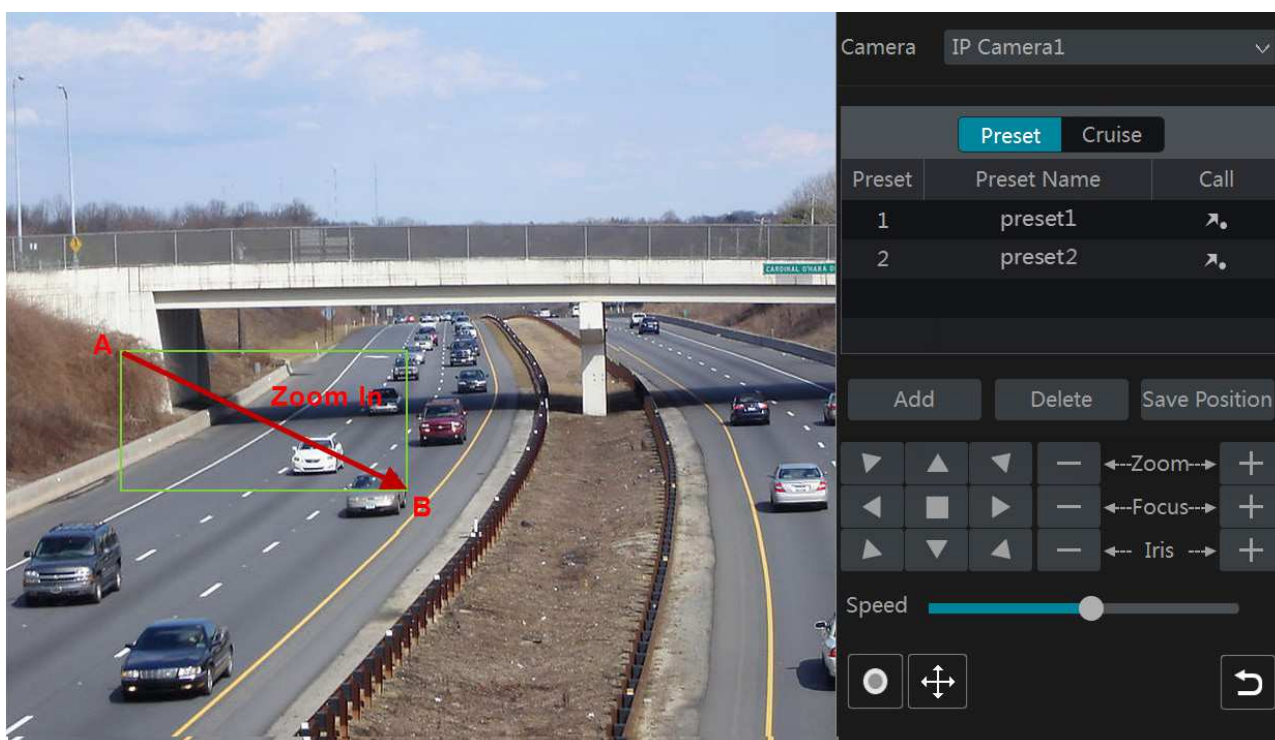 CARDINAL O'HARA
A
Zoom In
B
Camera IP Camera1
Preset Cruise
Preset Preset Name Call
1 preset1
2 preset2
Add Delete Save Position
Zoom
Focus
Iris
Speed